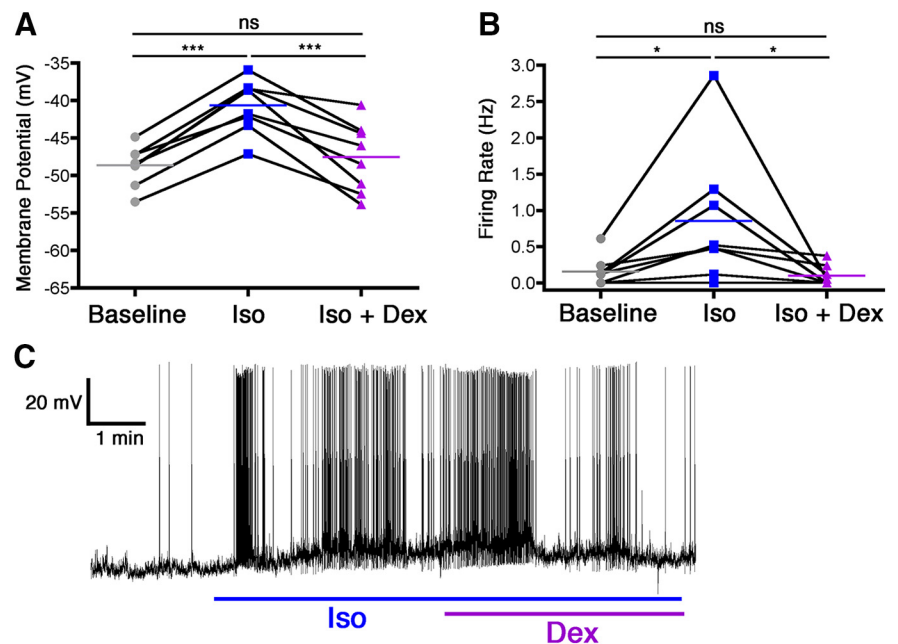 A
ns
***
***
-35
-40
-45
-50
-55
-60
-65
Membrane Potential (mV)
Baseline
Iso
Iso + Dex
B
ns
*
*
3.0
2.5
2.0
1.5
1.0
0.5
0.0
Firing Rate (Hz)
Baseline
Iso
Iso + Dex
C
20 mV
1 min
Iso
Dex